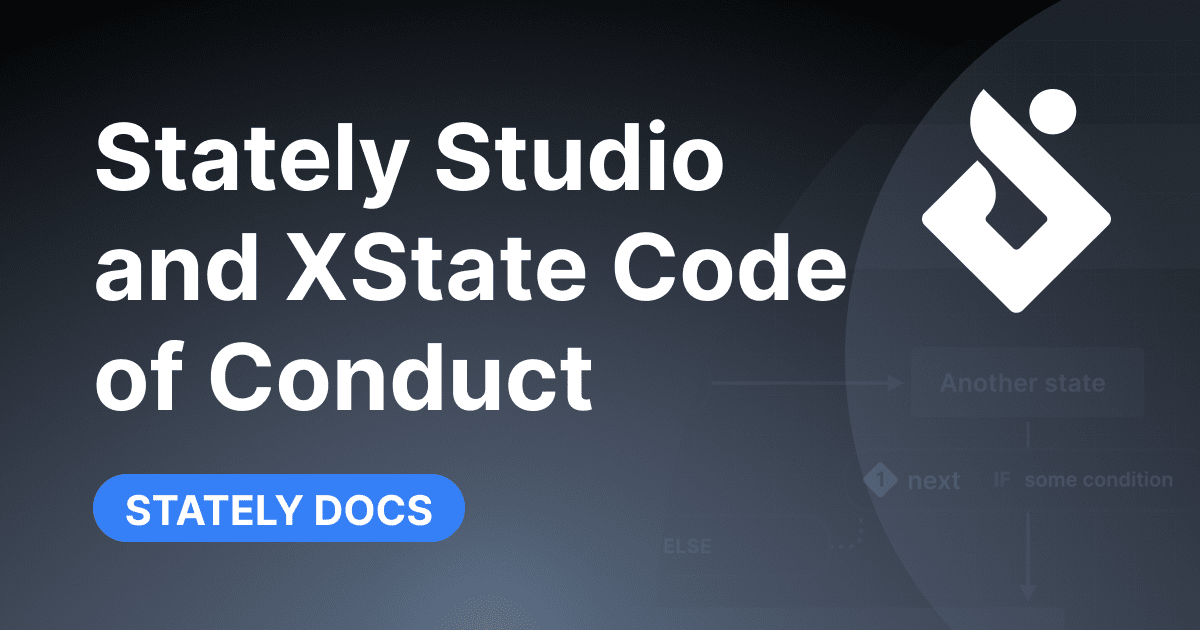 Stately Studio
and XState Code
of Conduct
STATELY DOCS
Another state
1 next IF some condition
ELSE